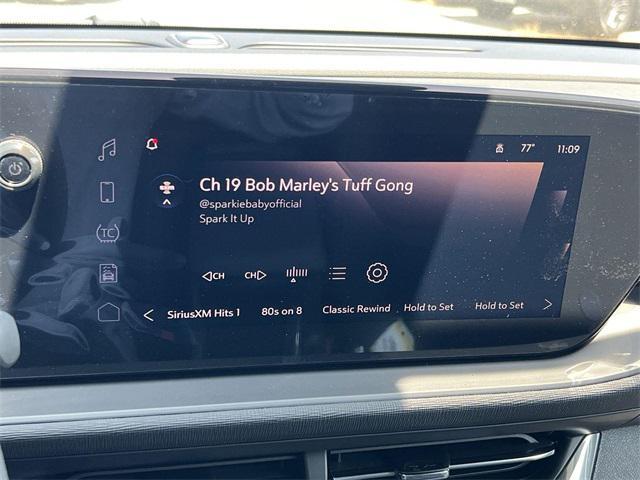 77° 11:09
Ch 19 Bob Marley's Tuff Gong
@sparkiebabyofficial
Spark It Up
TC
CH CH
SiriusXM Hits 1 80s on 8 Classic Rewind Hold to Set Hold to Set